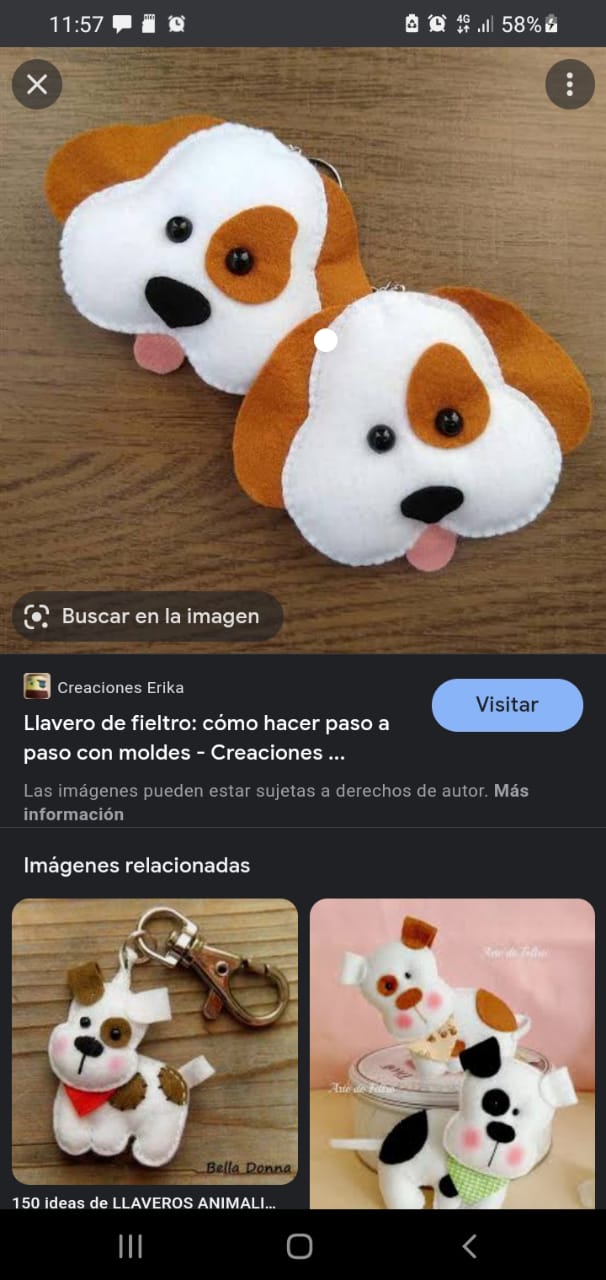 11:57
4G
58%
Buscar en la imagen
Creaciones Erika
Visitar
Llavero de fieltro: cómo hacer paso a
paso con moldes - Creaciones ...
Las imágenes pueden estar sujetas a derechos de autor. Más
información
Imágenes relacionadas
Arte do Feltro
Arte do Feltro
Bella Donna
150 ideas de LLAVEROS ANIMALI...